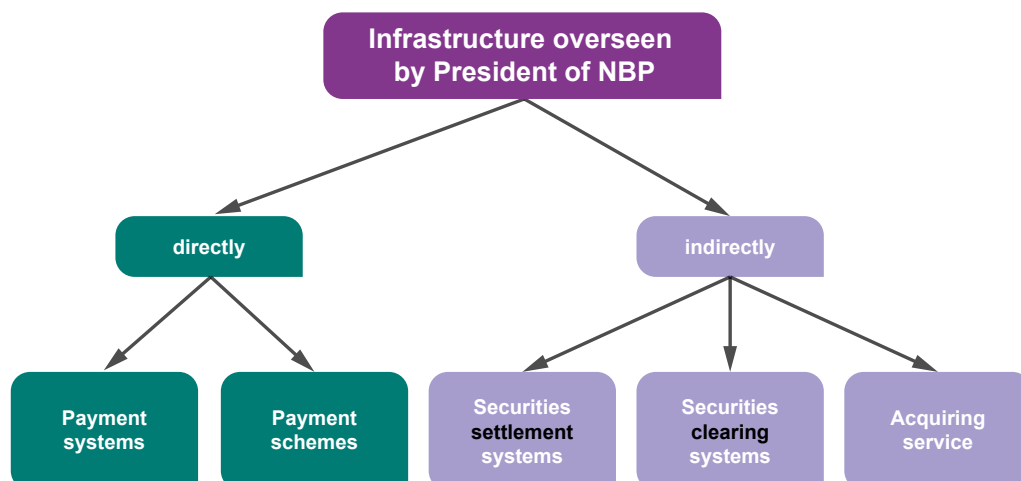 Infrastructure overseen
by President of NBP
directly
indirectly
Payment
systems
Payment
schemes
Securities
settlement
systems
Securities
clearing
systems
Acquiring
service